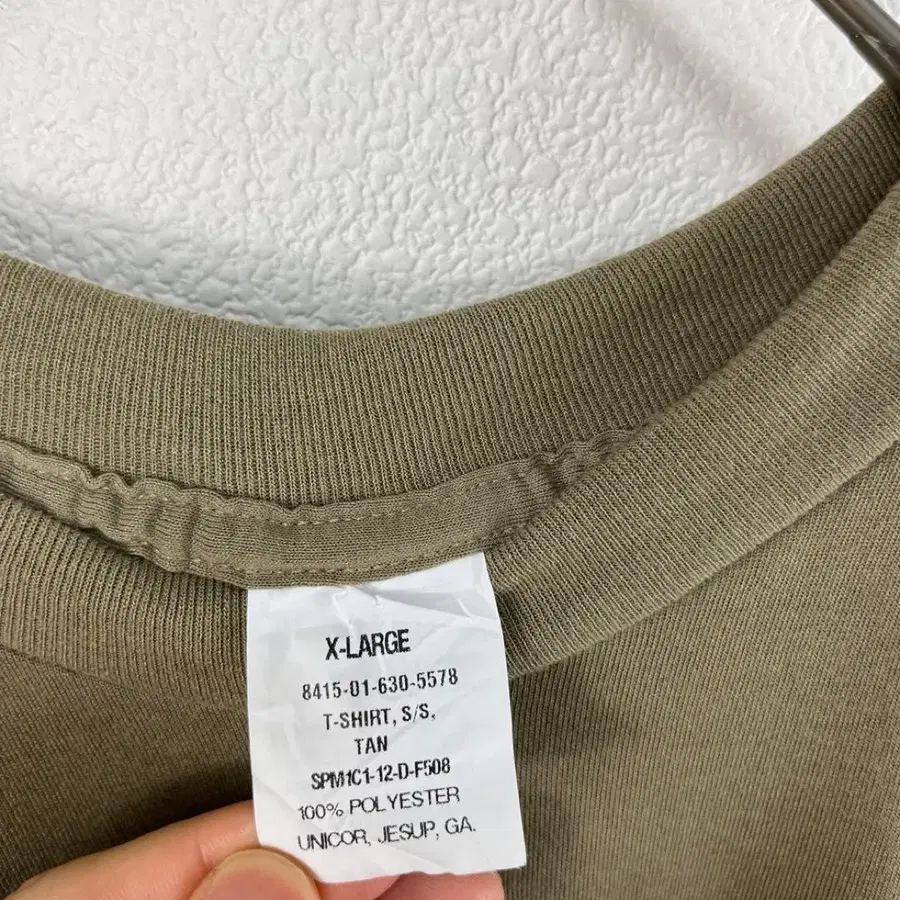 X-LARGE
8415-01-630-5578
T-SHIRT, S/S,
TAN
SPM1C1-12-D-F508
100% POLYESTER
UNICOR, JESUP, GA.